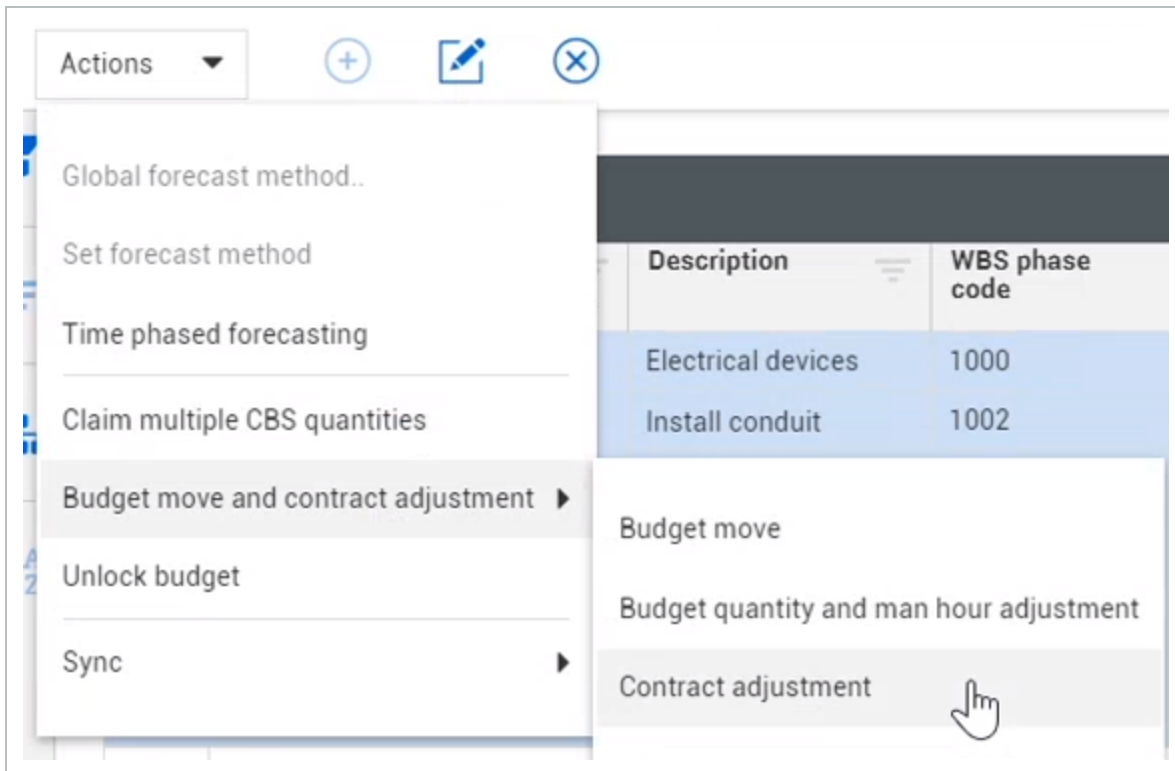 Actions
Global forecast method..
Set forecast method
Time phased forecasting
Claim multiple CBS quantities
Budget move and contract adjustment
Unlock budget
Sync
Description
WBS phase
code
Electrical devices
1000
Install conduit
1002
Budget move
Budget quantity and man hour adjustment
Contract adjustment